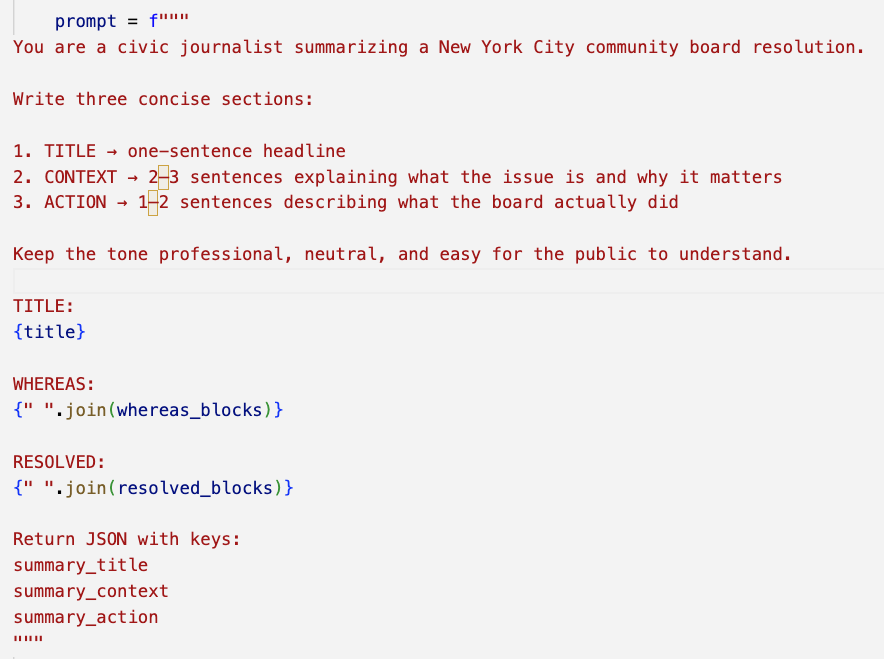 prompt = f"""
You are a civic journalist summarizing a New York City community board resolution.
Write three concise sections:
1. TITLE → one-sentence headline
2. CONTEXT → 2–3 sentences explaining what the issue is and why it matters
3. ACTION → 1–2 sentences describing what the board actually did
Keep the tone professional, neutral, and easy for the public to understand.
TITLE:
{title}
WHEREAS:
{" ".join(whereas_blocks)}
RESOLVED:
{" ".join(resolved_blocks)}
Return JSON with keys:
summary_title
summary_context
summary_action
"""